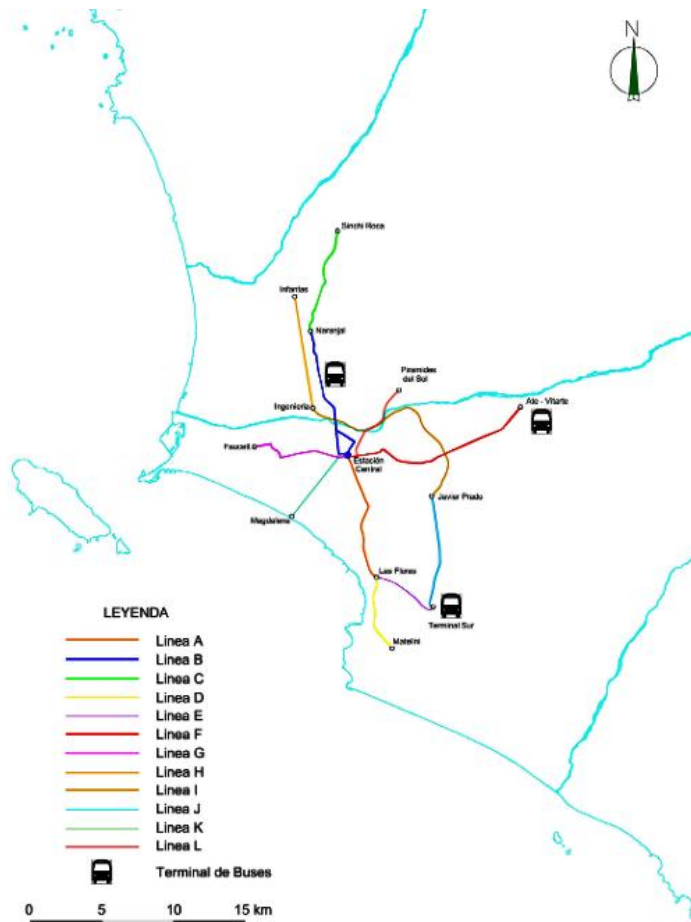 N
Sinchi Roca
Infantas
Naranjal
Piramides
del Sol
Ate - Vitarte
Ingenieria
Faucett
Estación
Central
Javier Prado
Magdalena
Las Flores
Terminal Sur
Matelini
LEYENDA
Linea A
Linea B
Linea C
Linea D
Linea E
Linea F
Linea G
Linea H
Linea I
Linea J
Linea K
Linea L
Terminal de Buses
0 5 10 15 km